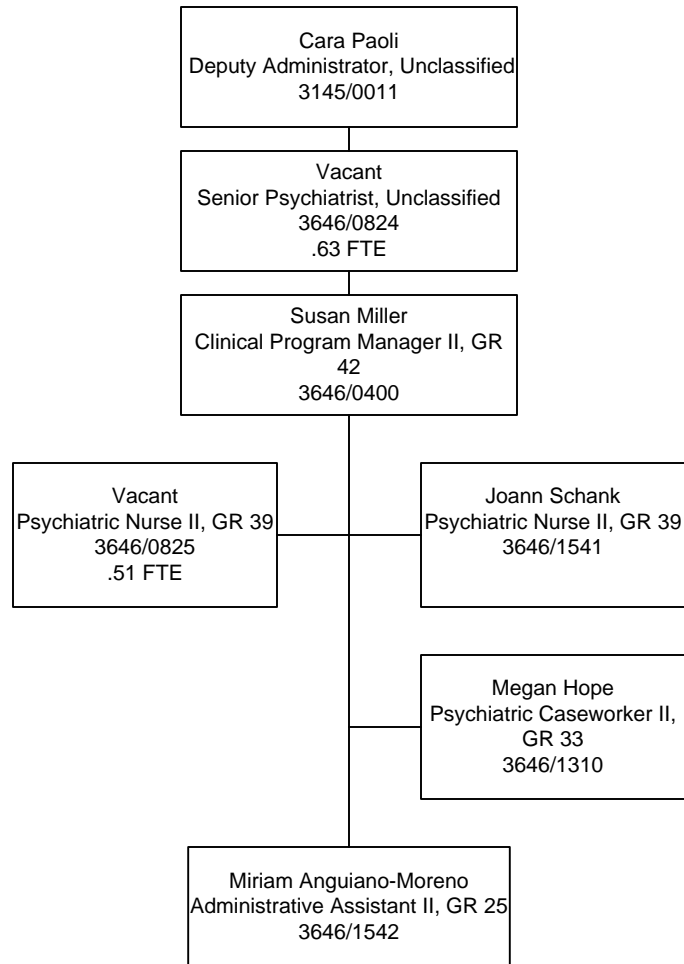 Cara Paoli
Deputy Administrator, Unclassified
3145/0011
Vacant
Senior Psychiatrist, Unclassified
3646/0824
.63 FTE
Susan Miller
Clinical Program Manager II, GR
42
3646/0400
Vacant
Psychiatric Nurse II, GR 39
3646/0825
.51 FTE
Joann Schank
Psychiatric Nurse II, GR 39
3646/1541
Megan Hope
Psychiatric Caseworker II,
GR 33
3646/1310
Miriam Anguiano-Moreno
Administrative Assistant II, GR 25
3646/1542